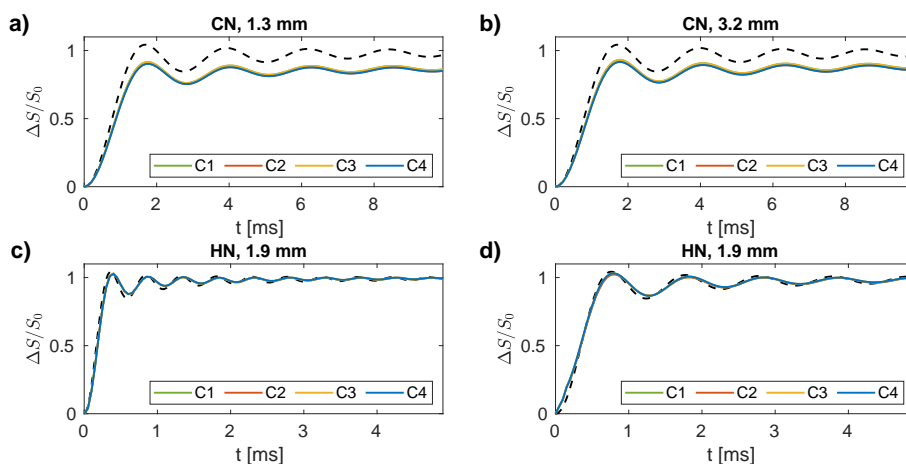 a) CN, 1.3 mm
1
0.5
0
ΔS/S₀
C1 C2 C3 C4
0 2 4 6 8
t [ms]
b) CN, 3.2 mm
1
0.5
0
ΔS/S₀
C1 C2 C3 C4
0 2 4 6 8
t [ms]
c) HN, 1.9 mm
1
0.5
0
ΔS/S₀
C1 C2 C3 C4
0 1 2 3 4
t [ms]
d) HN, 1.9 mm
1
0.5
0
ΔS/S₀
C1 C2 C3 C4
0 1 2 3 4
t [ms]